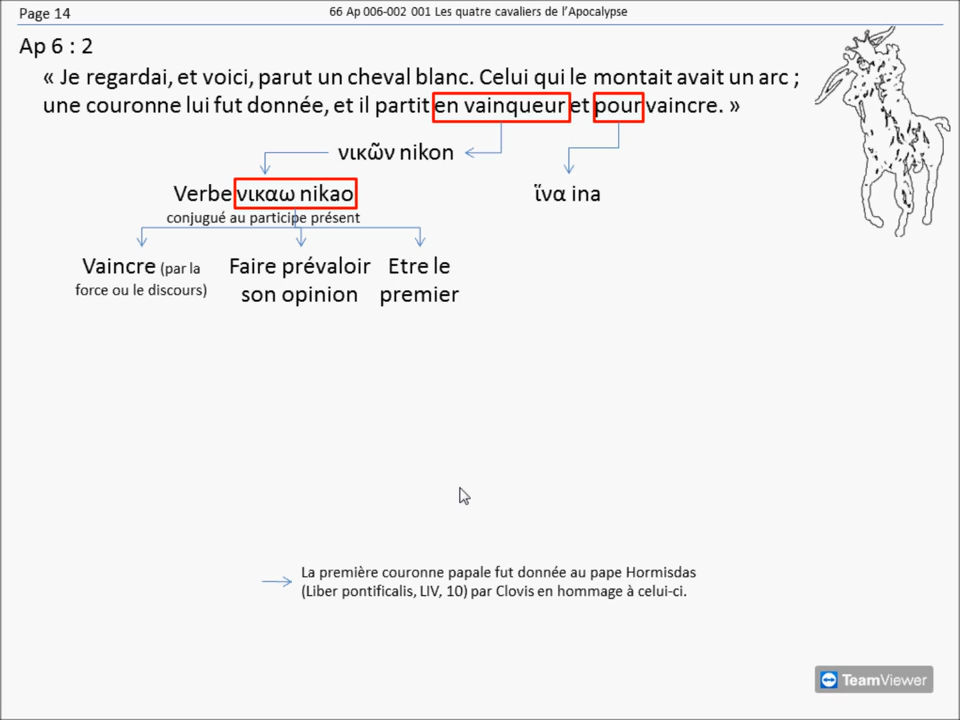 Page 14
66 Ap 006-002 001 Les quatre cavaliers de l’Apocalypse
Ap 6 : 2
« Je regardai, et voici, parut un cheval blanc. Celui qui le montait avait un arc ;
une couronne lui fut donnée, et il partit en vainqueur et pour vaincre. »
νικῶν nikon
Verbe νικαω nikao
ἵνα ina
conjugué au participe présent
Vaincre (par la
force ou le discours)
Faire prévaloir
son opinion
Etre le
premier
La première couronne papale fut donnée au pape Hormisdas
(Liber pontificalis, LIV, 10) par Clovis en hommage à celui-ci.
TeamViewer